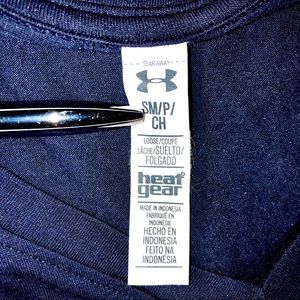 TEAR AWAY
SM/P/
CH
LOOSE/COUPE
LÂCHE/SUELTO/
FOLGADO
heat
gear
MADE IN INDONESIA
FABRIQUÉ EN
INDONÉSIE
HECHO EN
INDONESIA
FEITO NA
INDONÉSIA